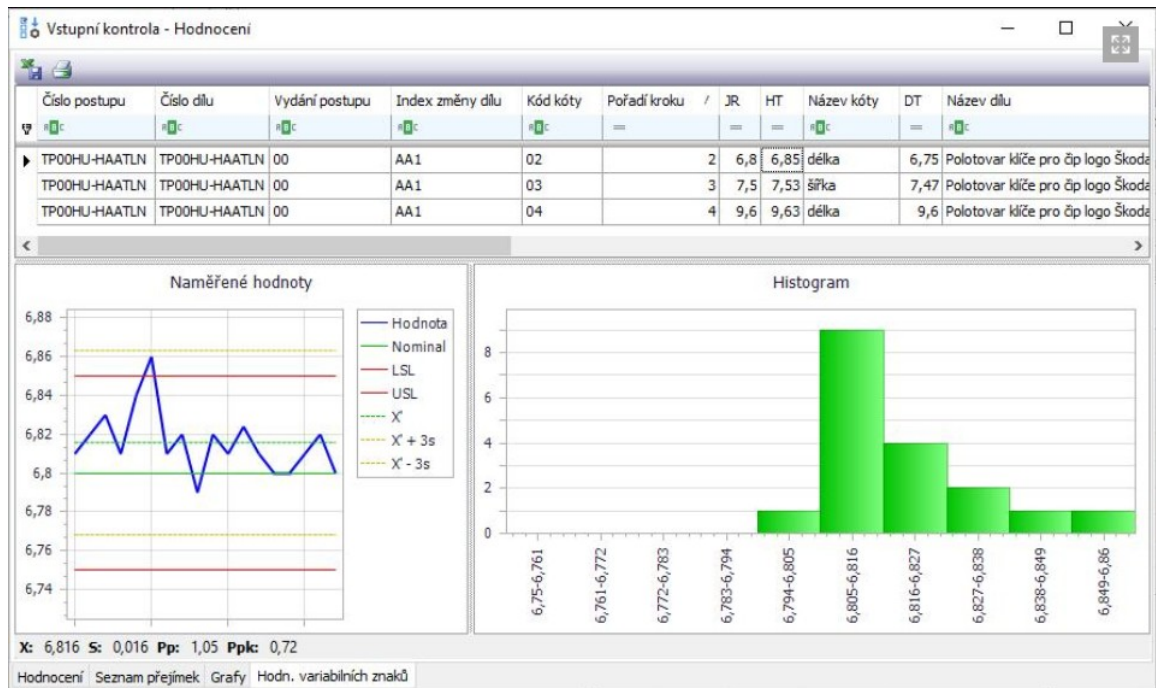 Vstupní kontrola - Hodnocení
Číslo postupu Číslo dílu Vydání postupu Index změny dílu Kód kóty Pořadí kroku / JR HT Název kóty DT Název dílu
= = = =
TP00HU-HAATLN TP00HU-HAATLN 00 AA1 02 2 6,8 6,85 délka 6,75 Polotovar klíče pro čip logo Škoda
TP00HU-HAATLN TP00HU-HAATLN 00 AA1 03 3 7,5 7,53 šířka 7,47 Polotovar klíče pro čip logo Škoda
TP00HU-HAATLN TP00HU-HAATLN 00 AA1 04 4 9,6 9,63 délka 9,6 Polotovar klíče pro čip logo Škoda
Naměřené hodnoty
6,88
6,86
6,84
6,82
6,8
6,78
6,76
6,74
Hodnota
Nominal
LSL
USL
X'
X' + 3s
X' - 3s
Histogram
8
6
4
2
0
6,75-6,761
6,761-6,772
6,772-6,783
6,783-6,794
6,794-6,805
6,805-6,816
6,816-6,827
6,827-6,838
6,838-6,849
6,849-6,86
X: 6,816 S: 0,016 Pp: 1,05 Ppk: 0,72
Hodnocení Seznam přejímek Grafy Hodn. variabilních znaků